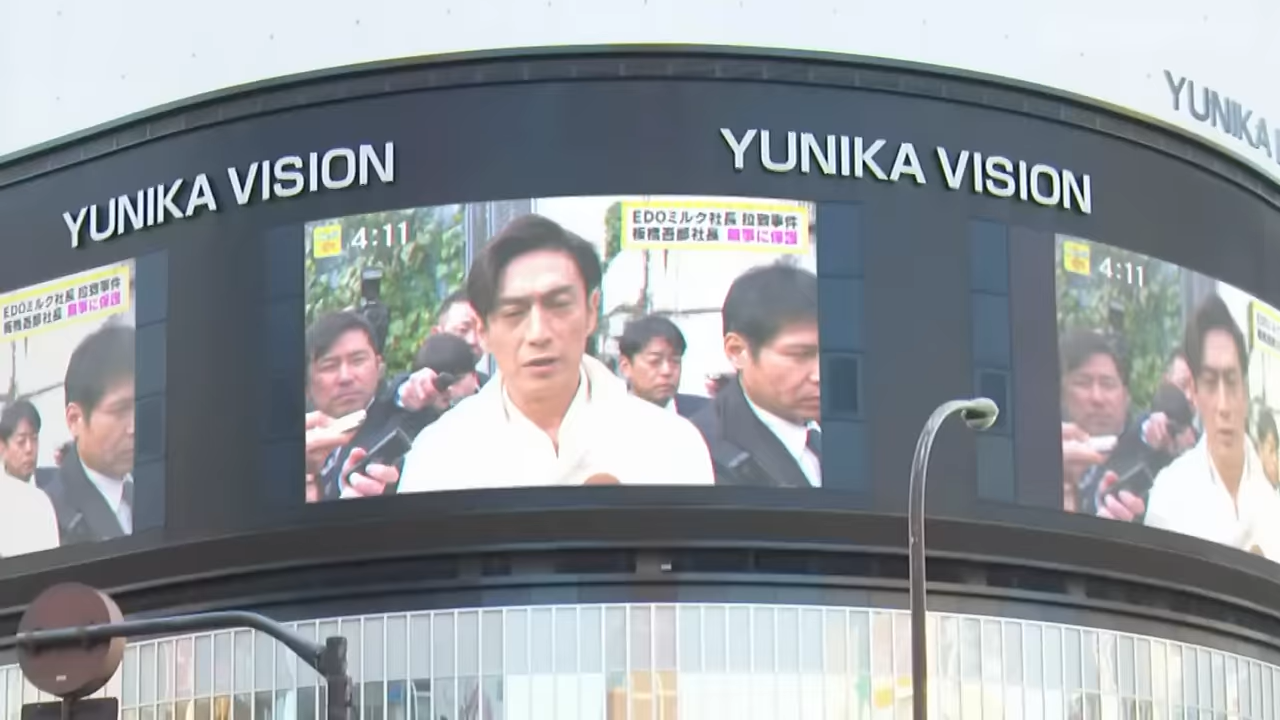 YUNIKA VISION
YUNIKA VISION
YUNIKA
EDOミルク社長 拉致事件
板橋吾郎社長 無事に保護
4:11
EDOミルク社長 拉致事件
板橋吾郎社長 無事に保護
4:11